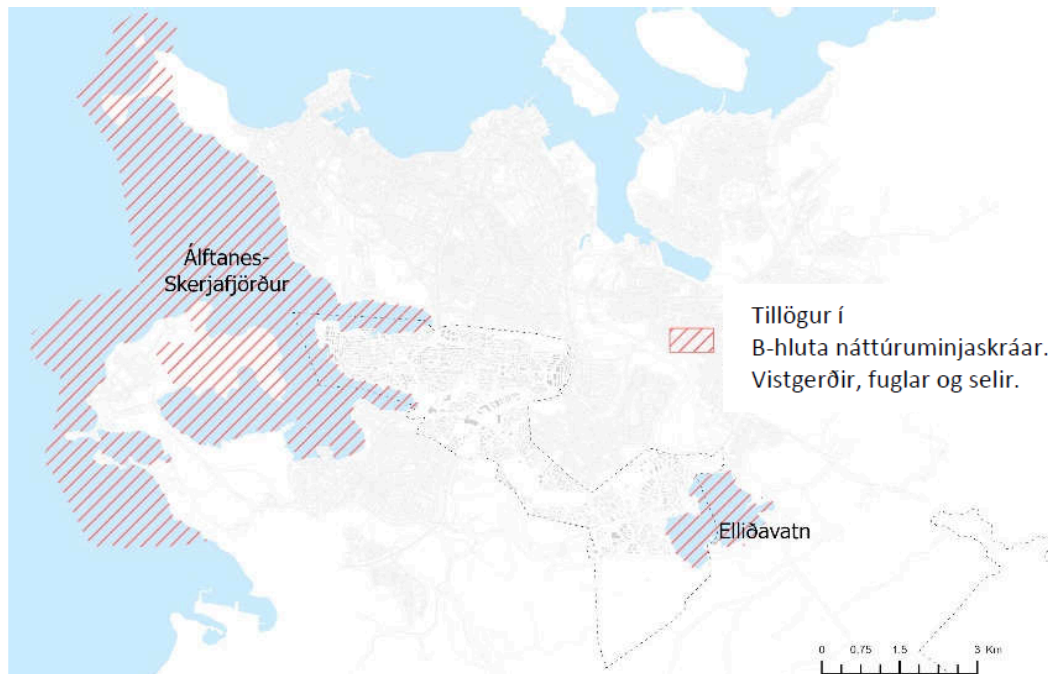 Álftanes-
Skerjafjörður
Tillögur í
B-hluta náttúruminjaskráar.
Vistgerðir, fuglar og selir.
Elliðavatn
0 0,75 1.5 3 Km